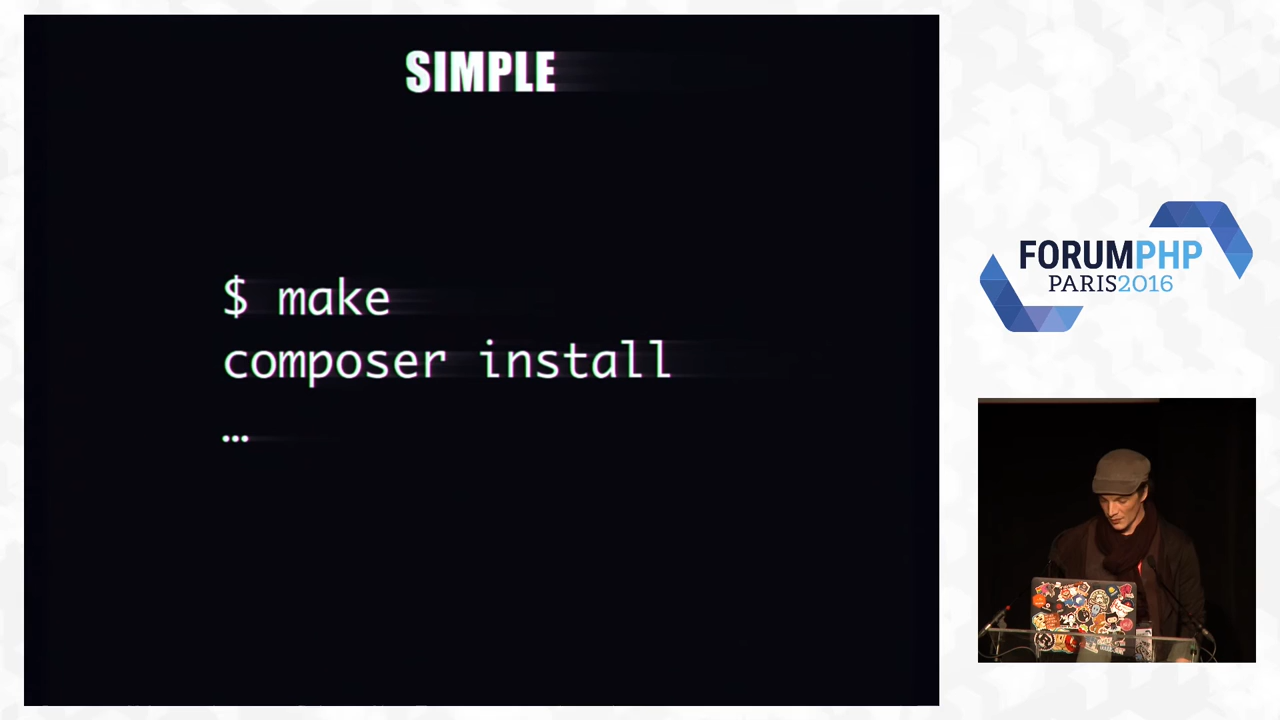 SIMPLE
$ make
composer install
…
FORUMPHP
PARIS2016